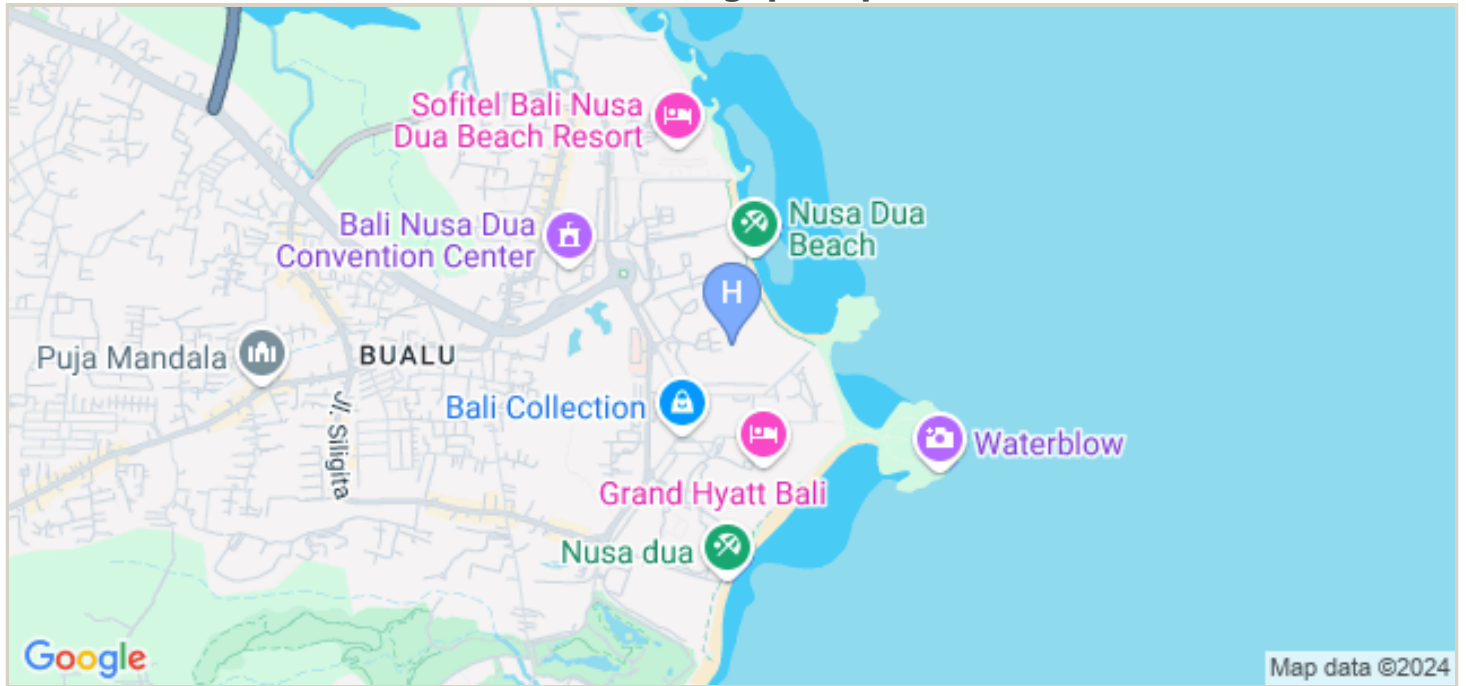 Sofitel Bali Nusa
Dua Beach Resort
Nusa Dua
Beach
Bali Nusa Dua
Convention Center
H
Puja Mandala
BUALU
Bali Collection
Jl. Siligita
Waterblow
Grand Hyatt Bali
Nusa dua
Google
Map data ©2024